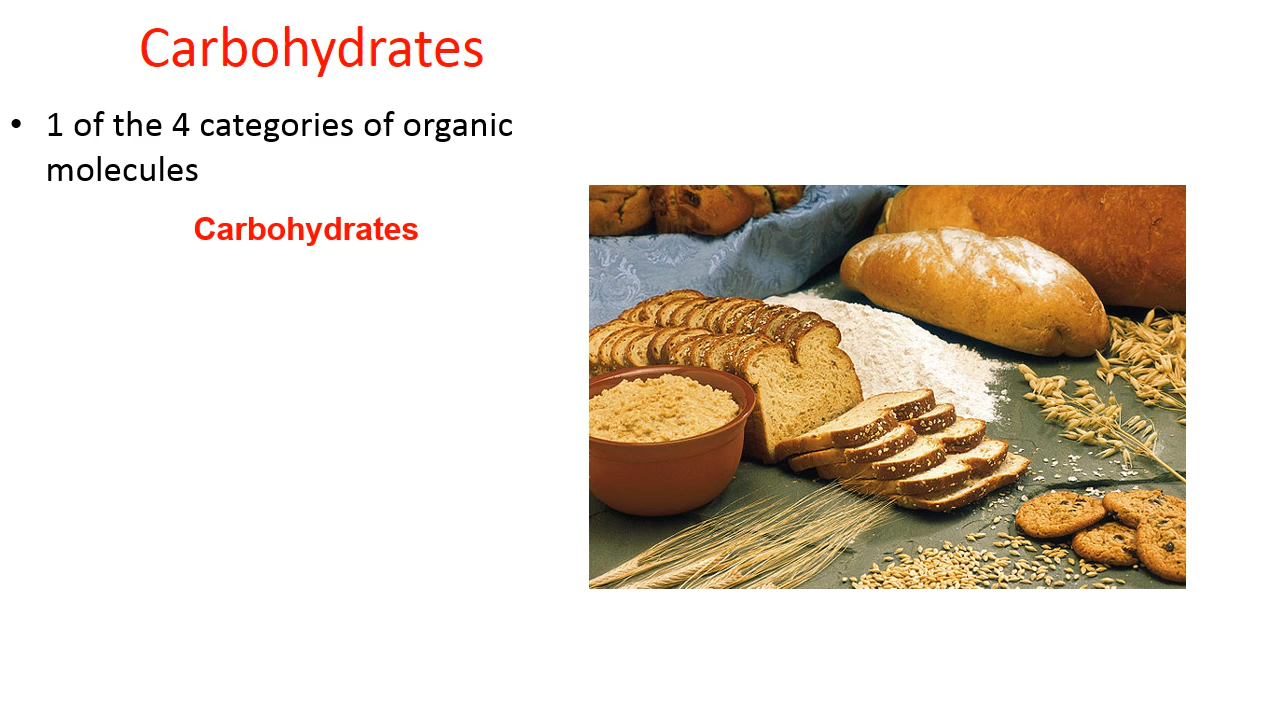 Carbohydrates
• 1 of the 4 categories of organic
molecules
Carbohydrates